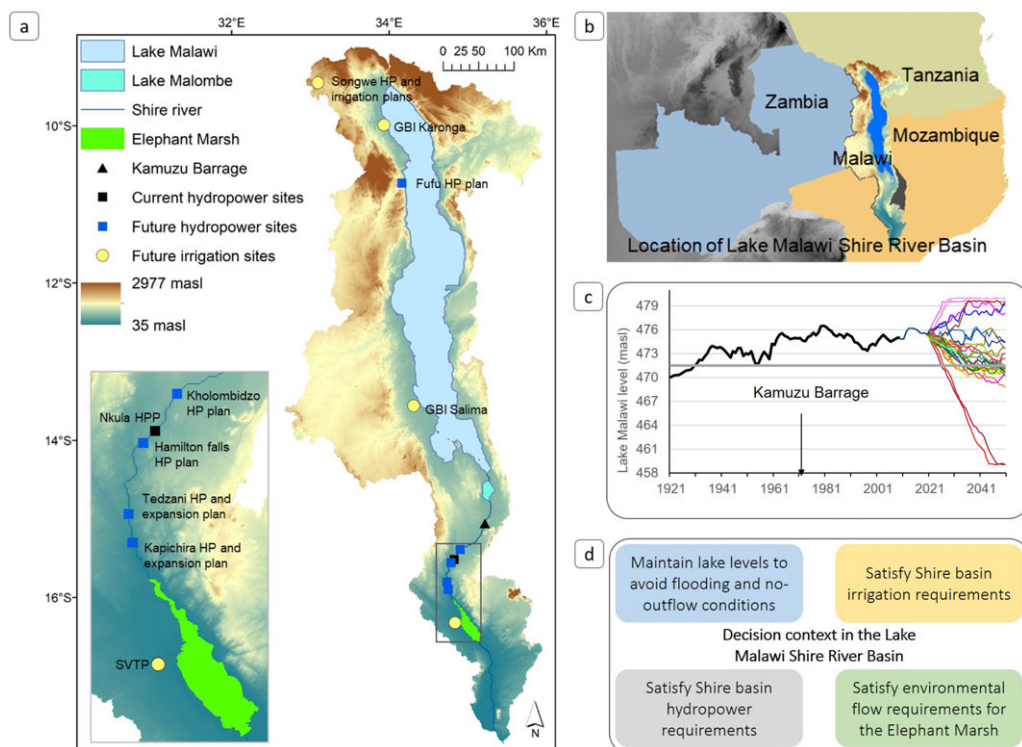 a
32°E
34°E
36°E
Lake Malawi
Lake Malombe
Shire river
Elephant Marsh
Kamuzu Barrage
Current hydropower sites
Future hydropower sites
Future irrigation sites
2977 masl
35 masl
0 25 50 100 Km
10°S
12°S
14°S
16°S
Songwe HP and
irrigation plans
GBI Karonga
Fufu HP plan
GBI Salima
Kholombidzo
HP plan
Nkula HPP
Hamilton falls
HP plan
Tedzani HP and
expansion plan
Kapichira HP and
expansion plan
SVTP
N
b
Tanzania
Zambia
Mozambique
Malawi
Location of Lake Malawi Shire River Basin
c
Lake Malawi level (masl)
479
476
473
470
467
464
461
458
Kamuzu Barrage
1921 1941 1961 1981 2001 2021 2041
d
Maintain lake levels to
avoid flooding and no-
outflow conditions
Satisfy Shire basin
irrigation requirements
Decision context in the Lake
Malawi Shire River Basin
Satisfy Shire basin
hydropower
requirements
Satisfy environmental
flow requirements for
the Elephant Marsh